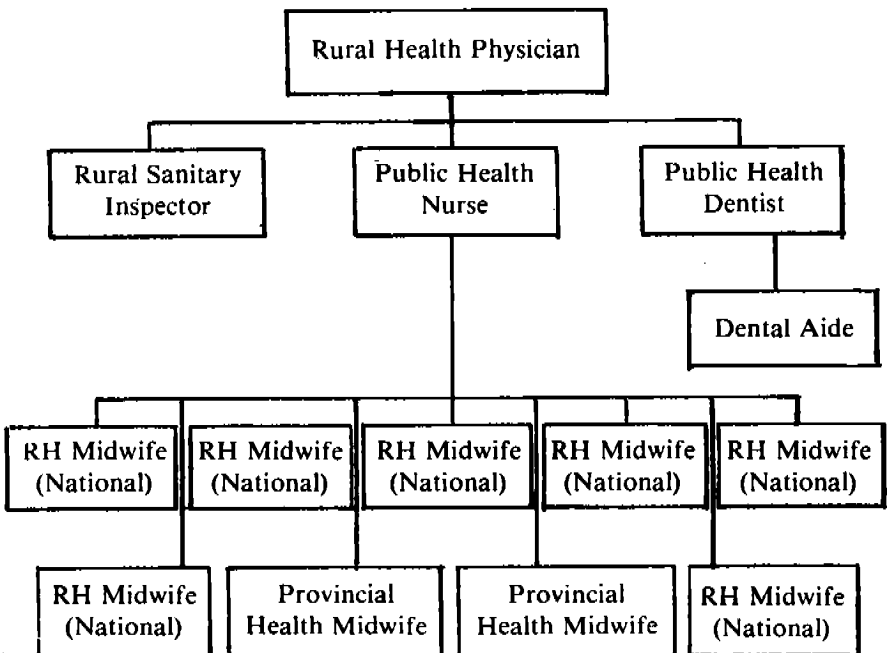 Rural Health Physician
Rural Sanitary
Inspector
Public Health
Nurse
Public Health
Dentist
Dental Aide
RH Midwife
(National)
RH Midwife
(National)
RH Midwife
(National)
RH Midwife
(National)
RH Midwife
(National)
RH Midwife
(National)
Provincial
Health Midwife
Provincial
Health Midwife
RH Midwife
(National)